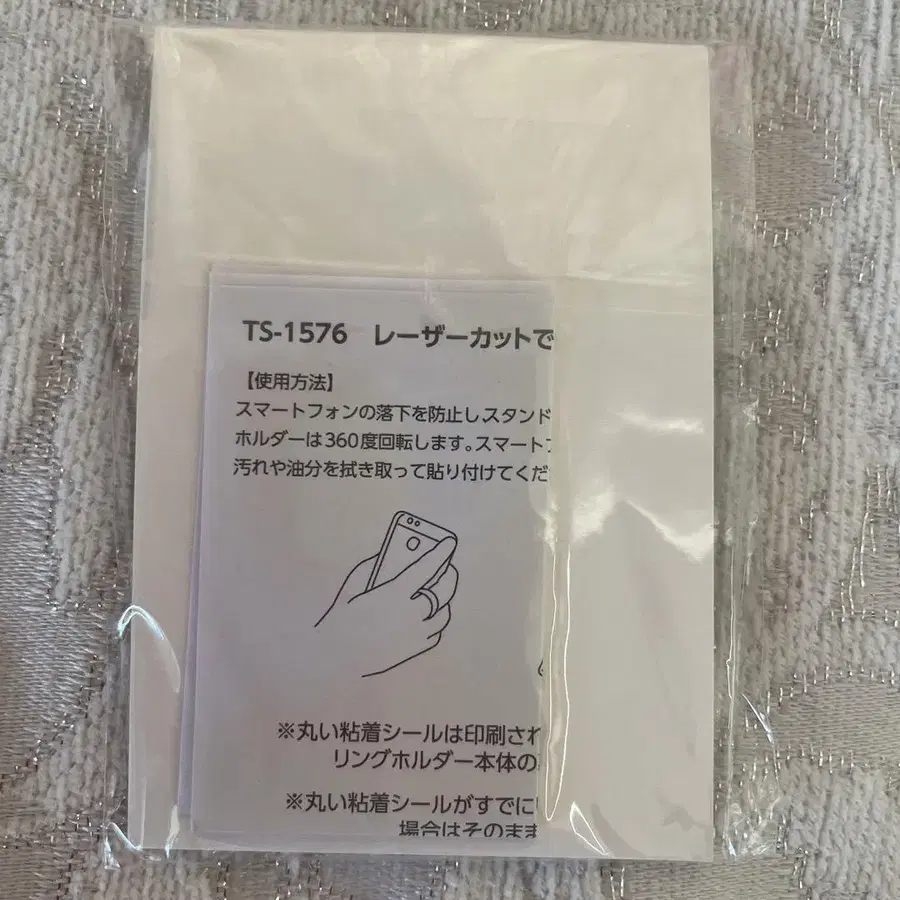 TS-1576 レーザーカットで
【使用方法】
スマートフォンの落下を防止しスタンド
ホルダーは360度回転します。スマート
汚れや油分を拭き取って貼り付けてくだ
※丸い粘着シールは印刷され
リングホルダー本体の
※丸い粘着シールがすでに
場合はそのまま